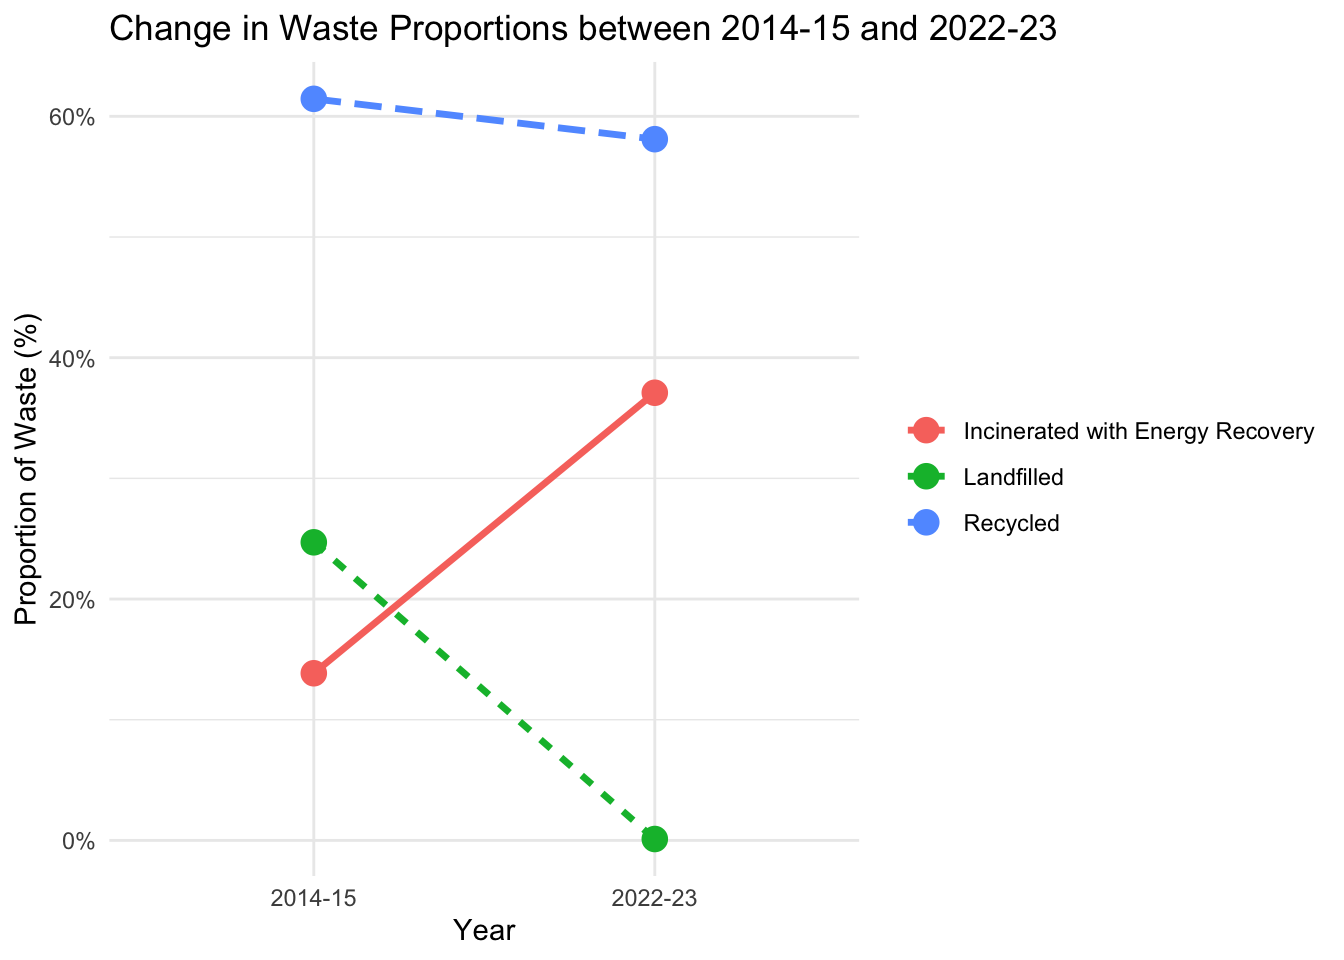 Change in Waste Proportions between 2014-15 and 2022-23
Proportion of Waste (%)
60%
40%
20%
0%
2014-15 2022-23
Year
Incinerated with Energy Recovery
Landfilled
Recycled